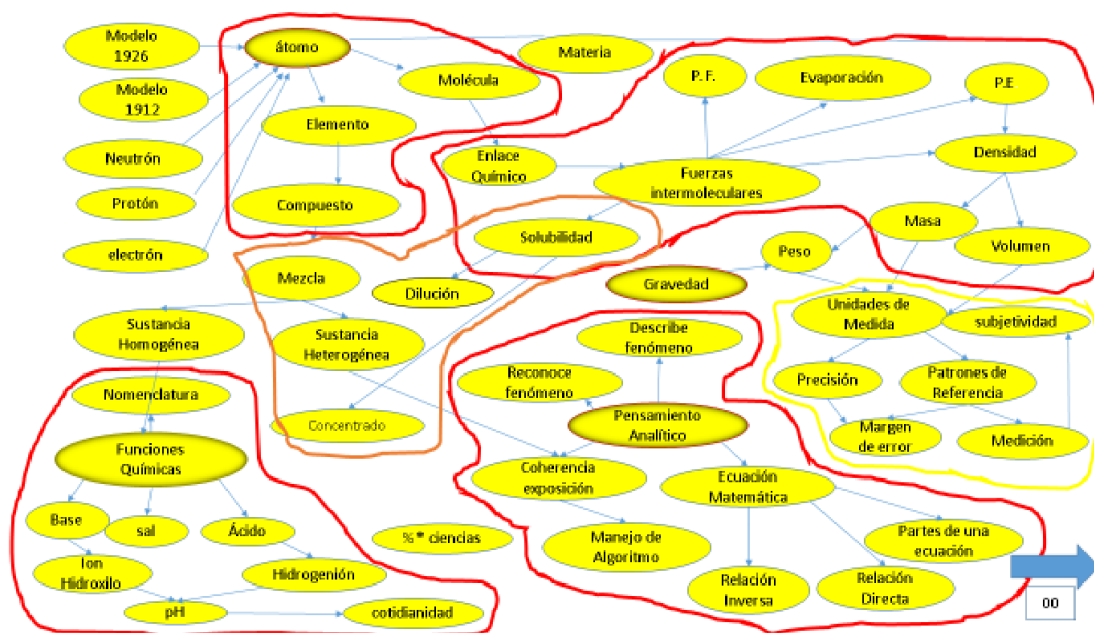 Modelo
1926
átomo
Materia
Molécula
P. F.
Evaporación
P.E
Modelo
1912
Elemento
Neutrón
Enlace
Químico
Fuerzas
intermoleculares
Densidad
Protón
Compuesto
Masa
Solubilidad
Volumen
electrón
Peso
Mezcla
Dilución
Gravedad
Unidades de
Medida
subjetividad
Sustancia
Homogénea
Sustancia
Heterogénea
Describe
fenómeno
Reconoce
fenómeno
Precisión
Patrones de
Referencia
Nomenclatura
Concentrado
Pensamiento
Analítico
Margen
de error
Medición
Funciones
Químicas
Coherencia
exposición
Ecuación
Matemática
Base
sal
Ácido
%* ciencias
Manejo de
Algoritmo
Partes de una
ecuación
Ion
Hidroxilo
Hidrogenión
Relación
Inversa
Relación
Directa
pH
cotidianidad
00